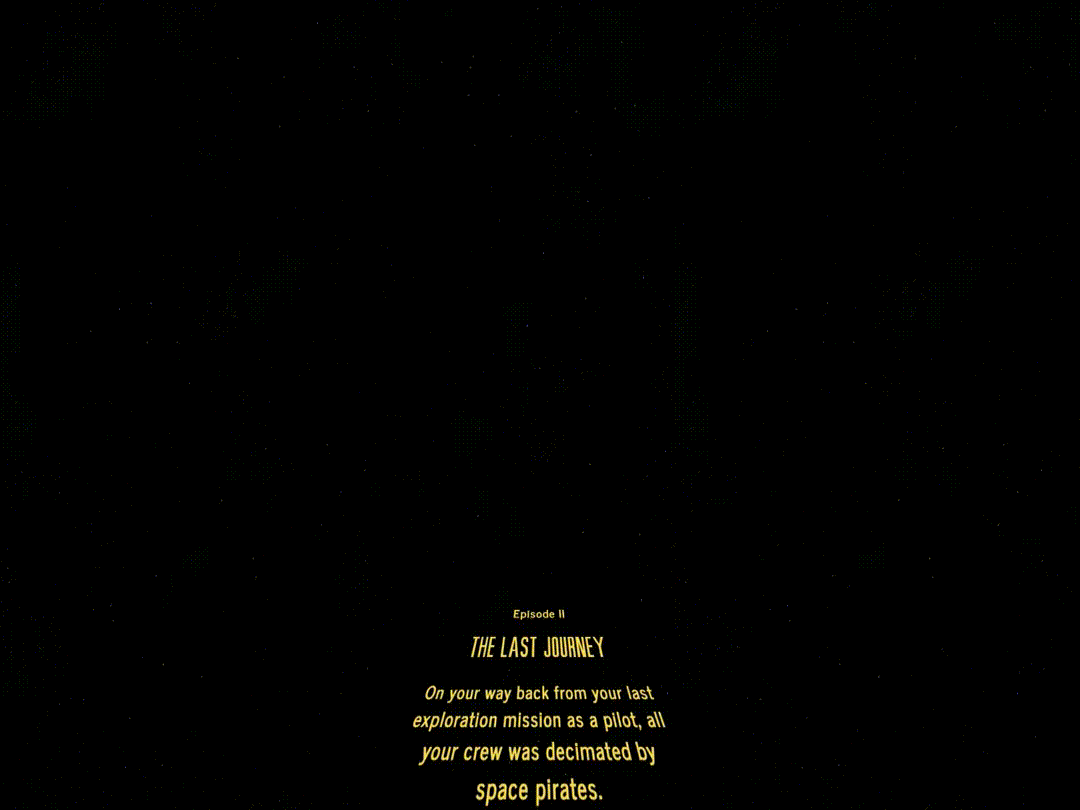 Episode II
THE LAST JOURNEY
On your way back from your last
exploration mission as a pilot, all
your crew was decimated by
space pirates.